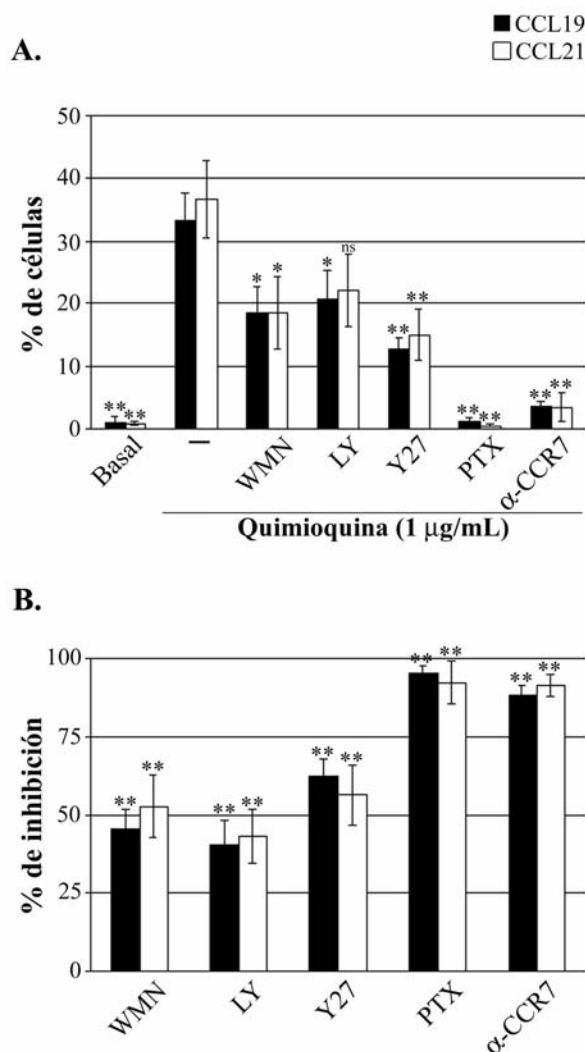 CCL19
CCL21
A.
% de células
50
40
30
20
10
0
** **
* *
* ns
** **
** **
** **
Basal
—
WMN
LY
Y27
PTX
α-CCR7
Quimioquina (1 μg/mL)
B.
% de inhibición
100
75
50
25
0
** **
** **
** **
** **
** **
WMN
LY
Y27
PTX
α-CCR7